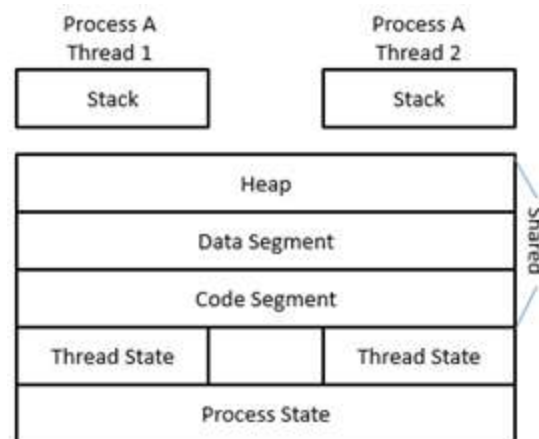 Process A
Thread 1
Process A
Thread 2
Stack
Stack
Heap
Data Segment
Code Segment
Shared
Thread State
Thread State
Process State